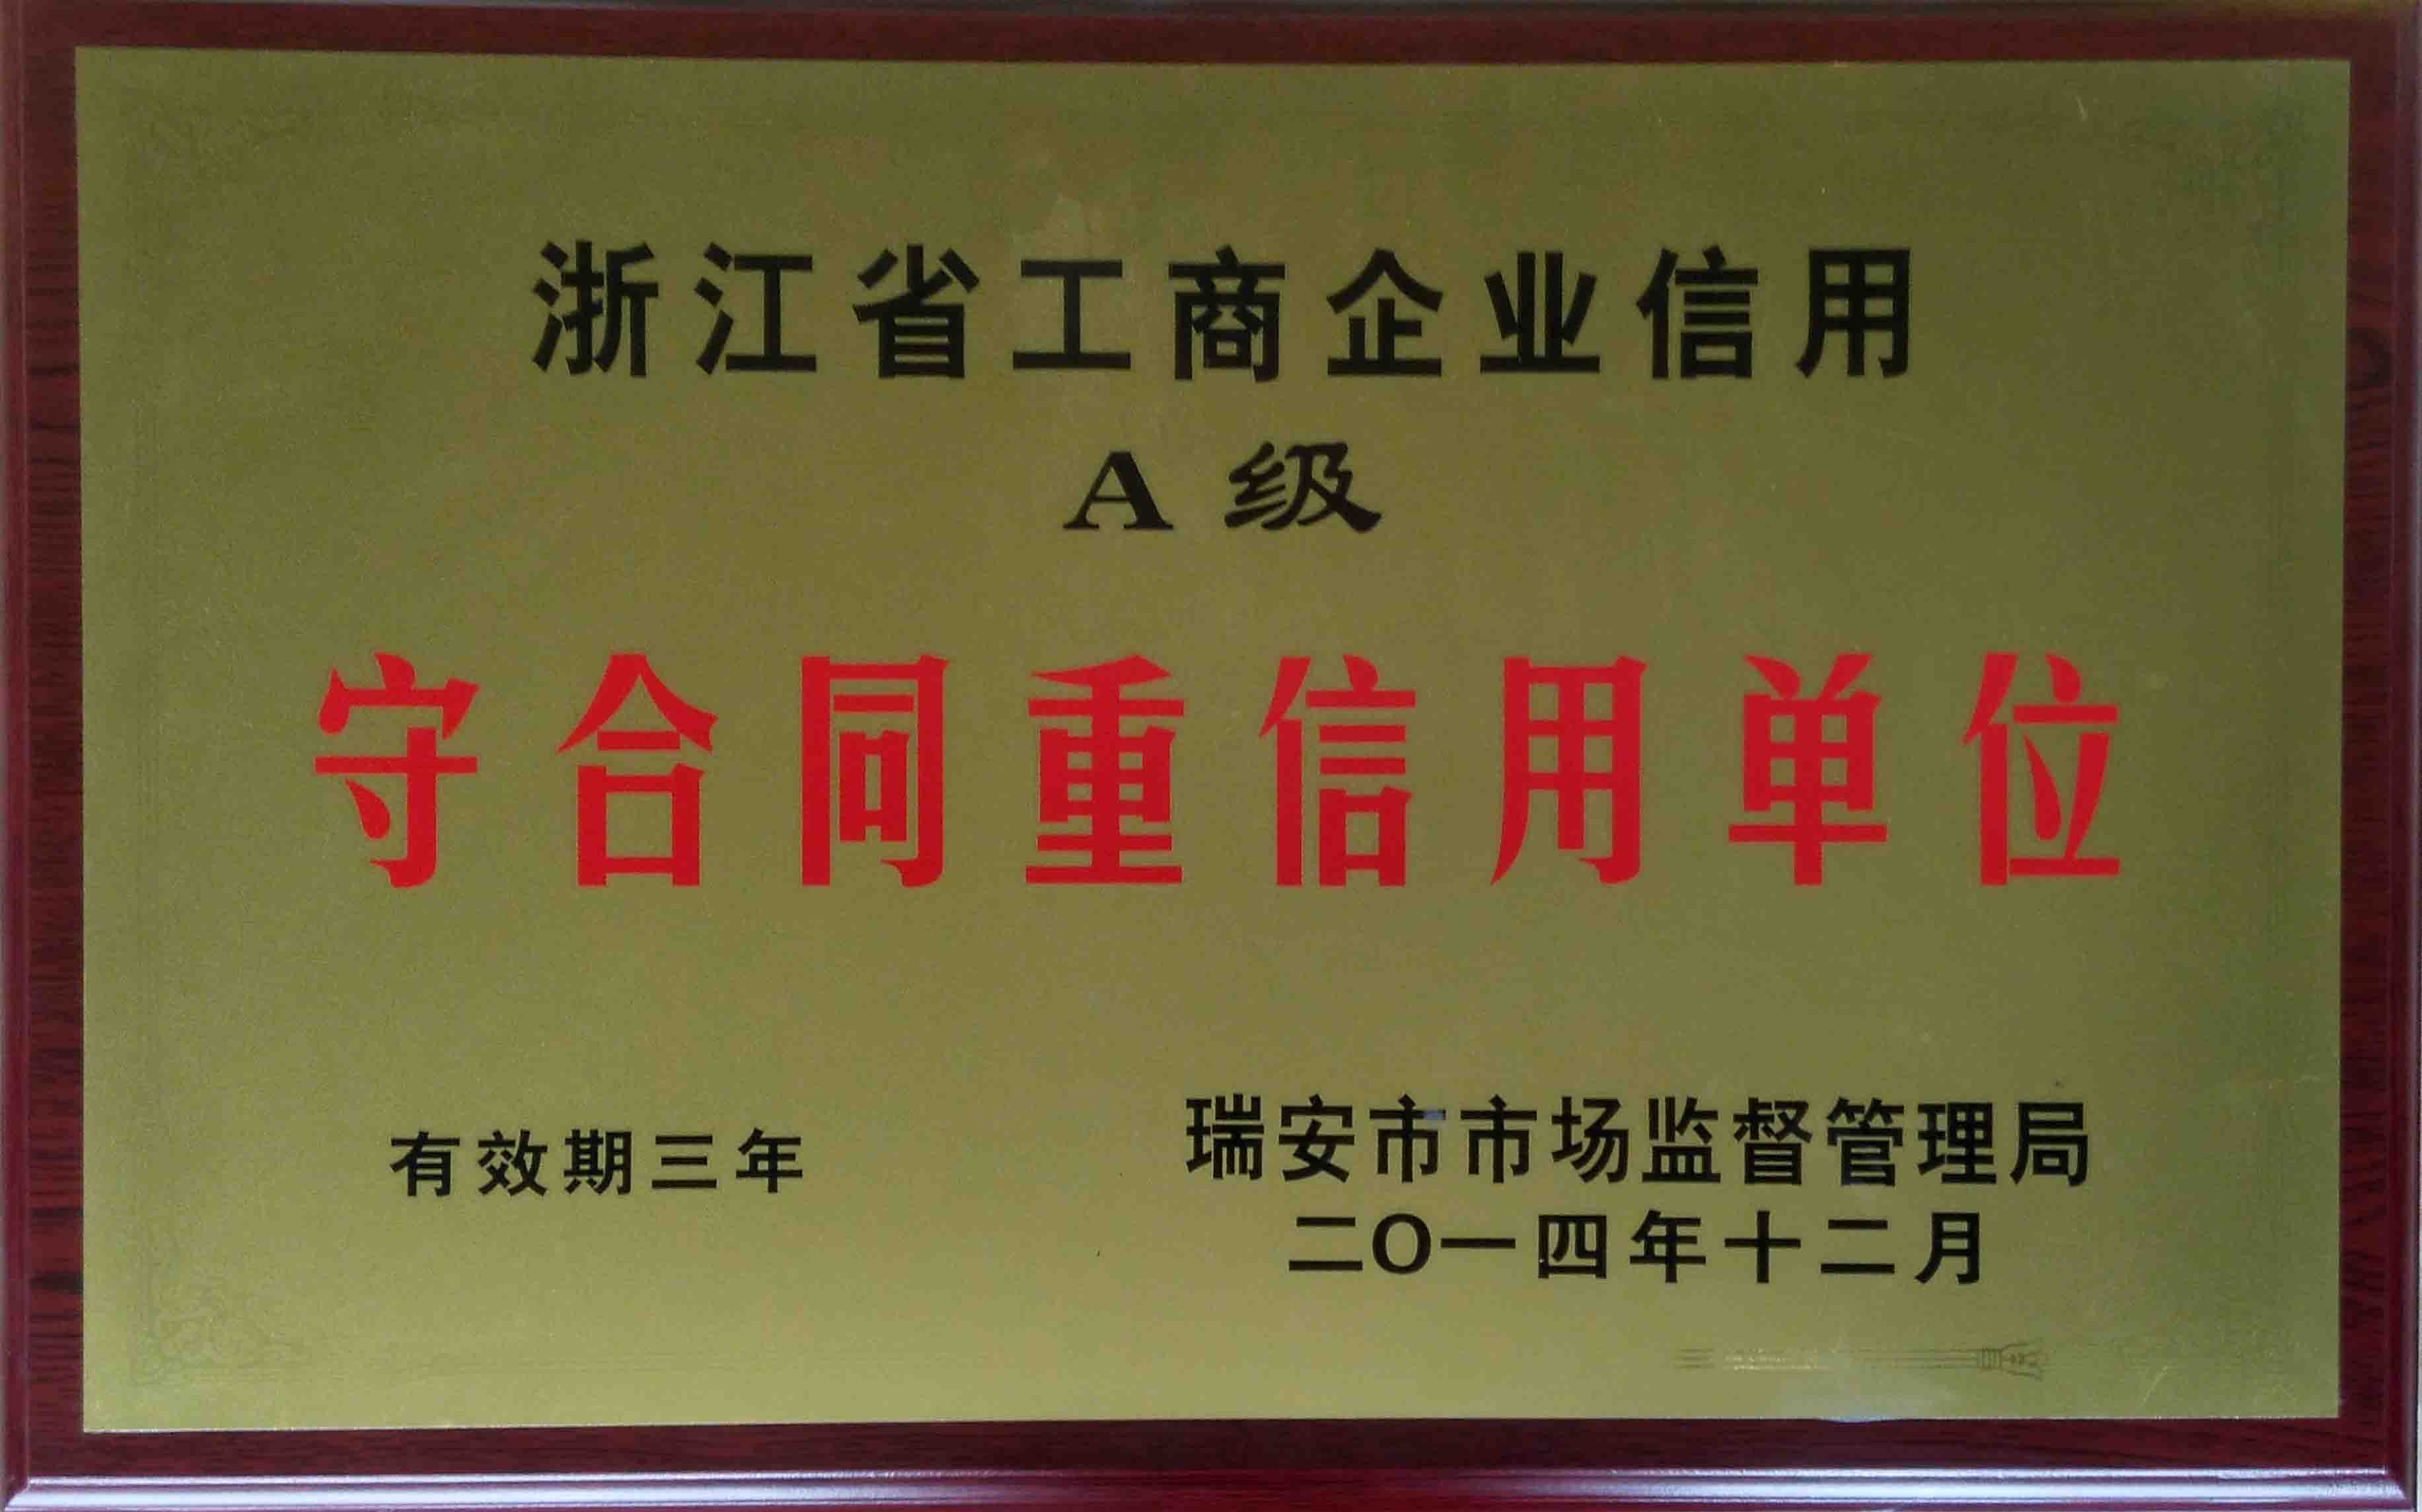 浙江省工商企业信用
A 级
守合同重信用单位
有效期三年
瑞安市市场监督管理局
二O一四年十二月